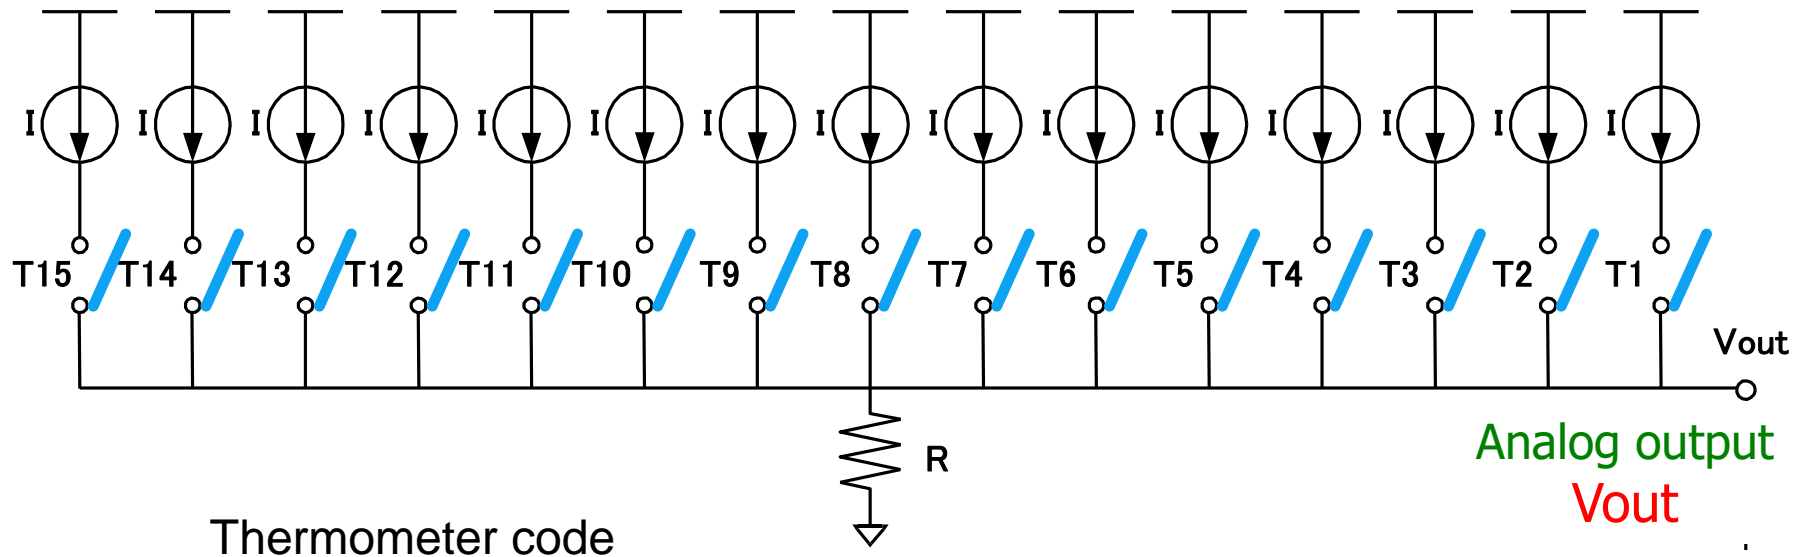 I I I I I I I I I I I I I I I
T15 T14 T13 T12 T11 T10 T9 T8 T7 T6 T5 T4 T3 T2 T1
Vout
R
Analog output
Vout
Thermometer code